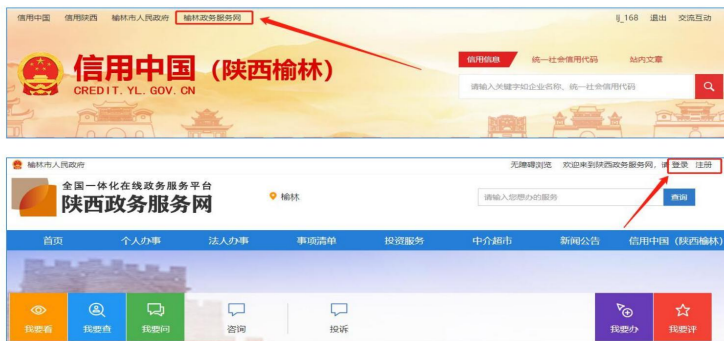 信用中国 信用陕西 榆林市人民政府 榆林政务服务网 lj_168 退出 交流互动
信用中国（陕西榆林）
CREDIT. YL. GOV. CN
信用信息 统一社会信用代码 站内文章
请输入关键字如企业名称、统一社会信用代码
榆林市人民政府 无障碍浏览 欢迎来到陕西政务服务网，请 登录 注册
全国一体化在线政务服务平台
陕西政务服务网
榆林
请输入您想办的服务 查询
首页 个人办事 法人办事 事项清单 投资服务 中介超市 新闻公告 信用中国（陕西榆林）
我要看 我要查 我要问 咨询 投诉 我要办 我要评